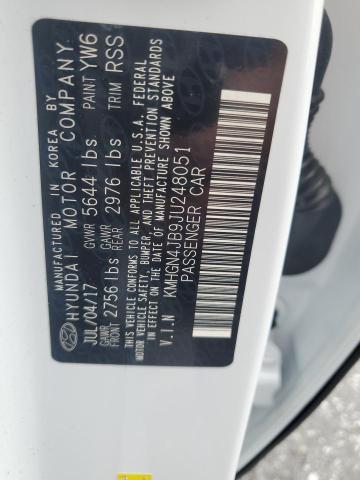 MANUFACTURED IN KOREA BY
HYUNDAI MOTOR COMPANY
JUL/04/17 GVWR 5644 lbs PAINT YW6
GAWR FRONT 2756 lbs GAWR REAR 2976 lbs TRIM RSS
THIS VEHICLE CONFORMS TO ALL APPLICABLE U.S.A. FEDERAL
MOTOR VEHICLE SAFETY, BUMPER, AND THEFT PREVENTION STANDARDS
IN EFFECT ON THE DATE OF MANUFACTURE SHOWN ABOVE
V.I.N KMHGN4JB9JU248051
PASSENGER CAR